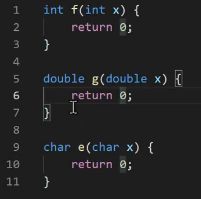 1 int f(int x) {
2     return 0;
3 }
4
5 double g(double x) {
6     return 0;
7 }
8
9 char e(char x) {
10     return 0;
11 }